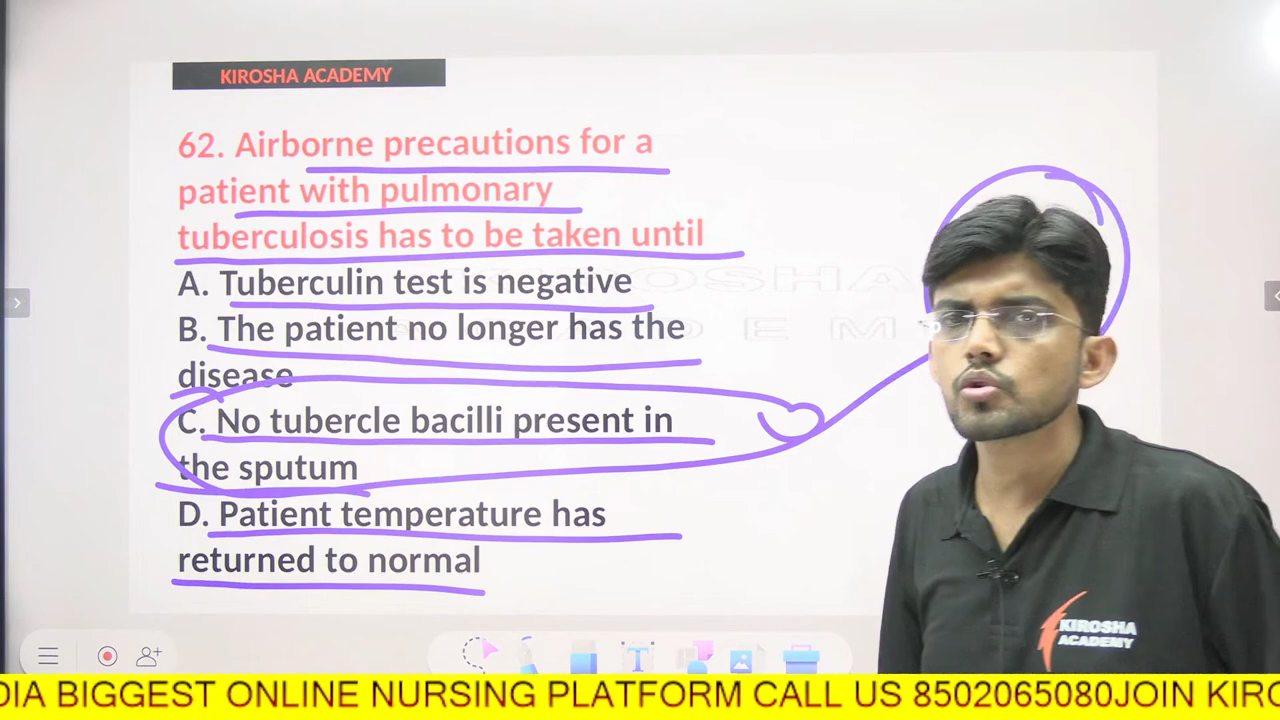 KIROSHA ACADEMY
62. Airborne precautions for a
patient with pulmonary
tuberculosis has to be taken until
A. Tuberculin test is negative
B. The patient no longer has the
disease
C. No tubercle bacilli present in
the sputum
D. Patient temperature has
returned to normal
KIROSHA
ACADEMY
DIA BIGGEST ONLINE NURSING PLATFORM CALL US 8502065080JOIN KIRO